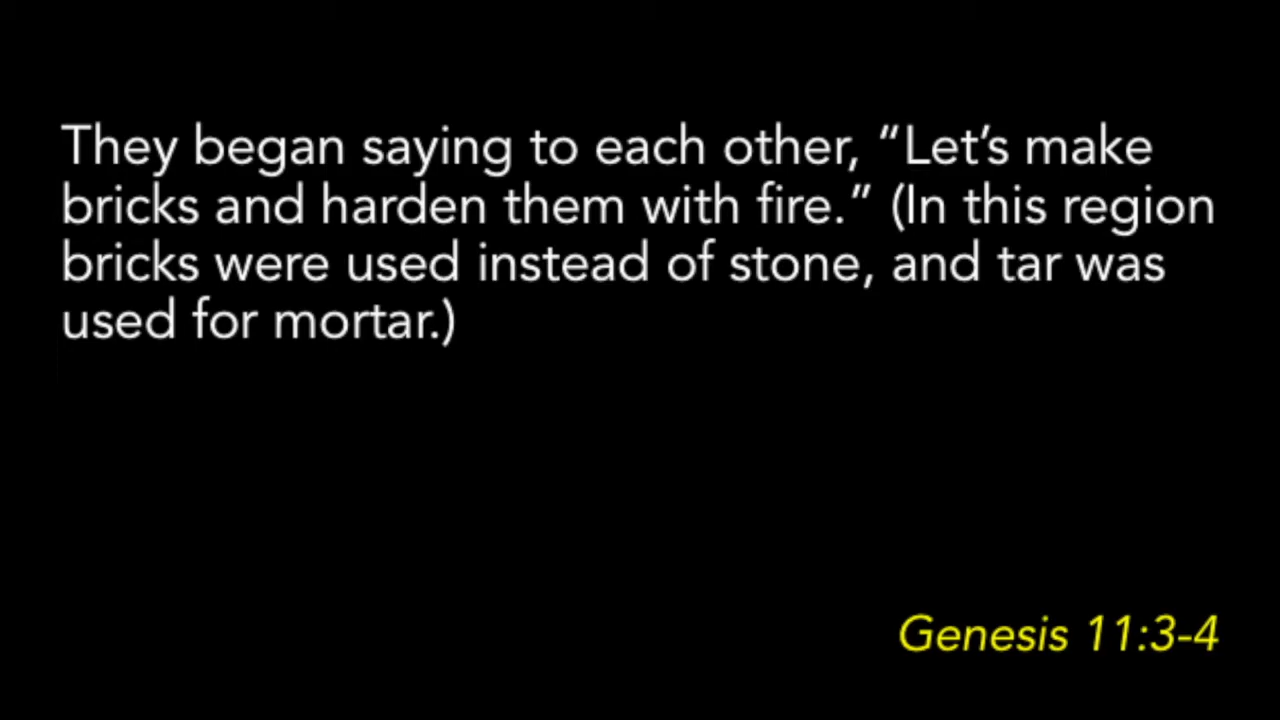 They began saying to each other, “Let’s make
bricks and harden them with fire.” (In this region
bricks were used instead of stone, and tar was
used for mortar.)
Genesis 11:3-4